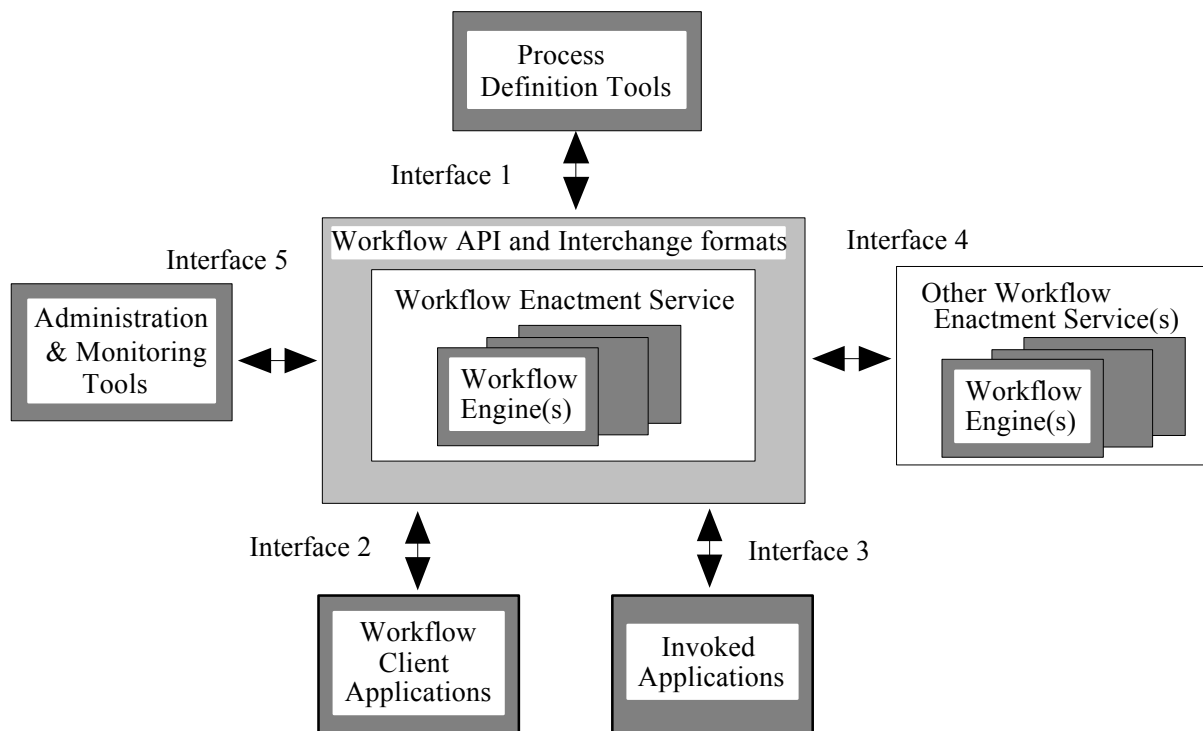 Process
Definition Tools
Interface 1
Workflow API and Interchange formats
Interface 4
Interface 5
Workflow Enactment Service
Other Workflow
Enactment Service(s)
Administration
& Monitoring
Tools
Workflow
Engine(s)
Workflow
Engine(s)
Interface 2
Interface 3
Workflow
Client
Applications
Invoked
Applications